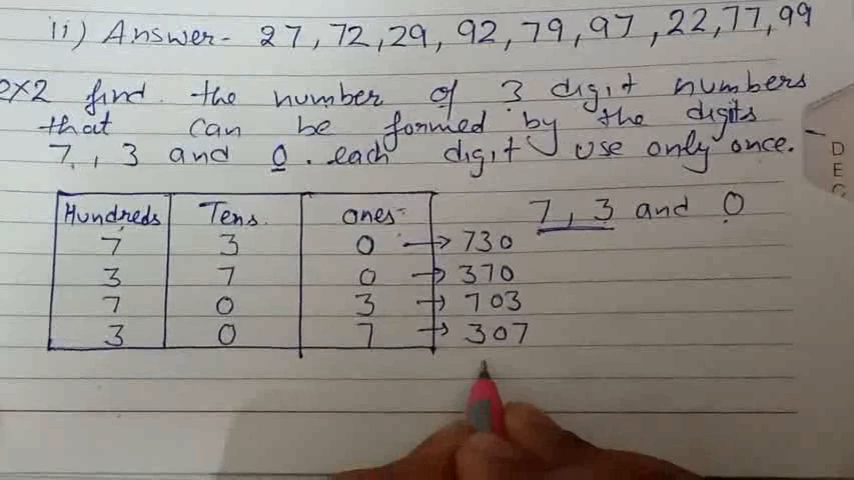 ii) Answer- 27, 72, 29, 92, 79, 97, 22, 77, 99
ex2 find the number of 3 digit numbers
that can be formed by the digits
7, 3 and 0. each digit use only once.
7, 3 and 0
Hundreds Tens. ones
7 3 0 → 730
3 7 0 → 370
7 0 3 → 703
3 0 7 → 307